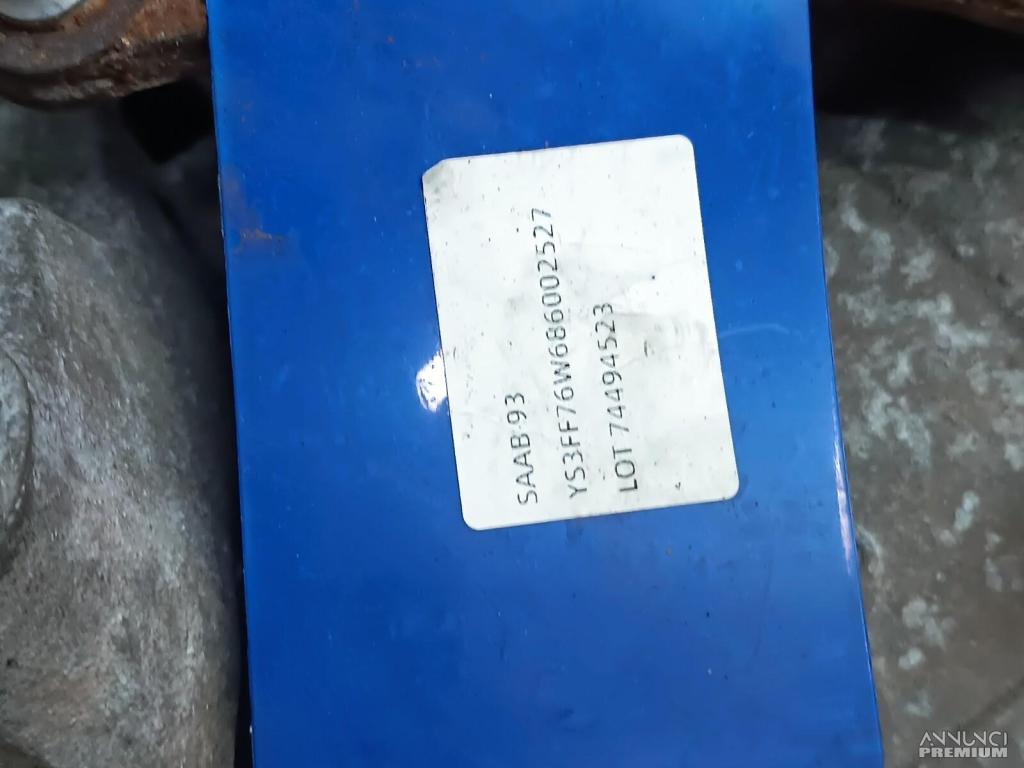 SAAB 93
YS3FF76W686002527
LOT 74494523
ANNUNCI
PREMIUM